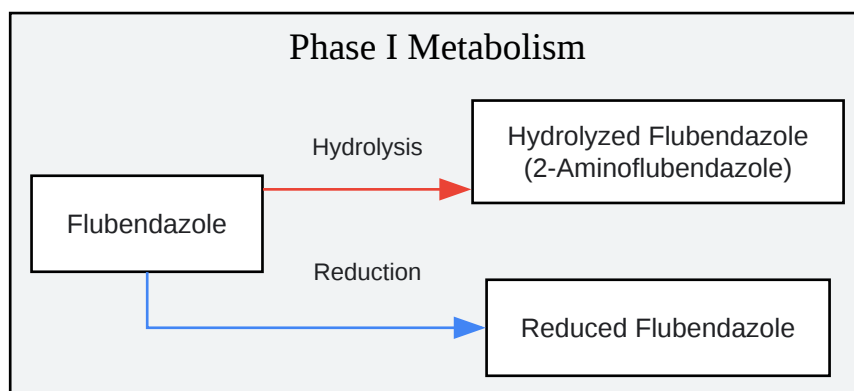 Phase I Metabolism
Hydrolysis
Hydrolyzed Flubendazole
(2-Aminoflubendazole)
Flubendazole
Reduction
Reduced Flubendazole